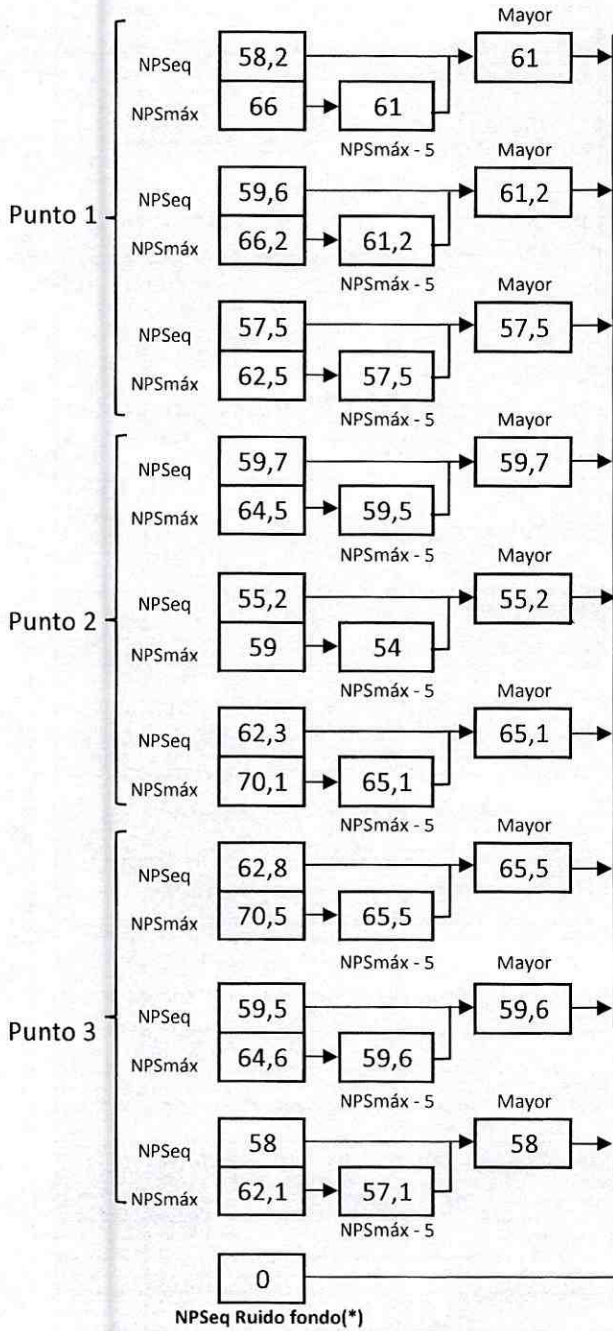 Mayor
NPSeq 58,2 61
NPSmáx 66 61
NPSmáx - 5 Mayor
NPSeq 59,6 61,2
Punto 1
NPSmáx 66,2 61,2
NPSmáx - 5 Mayor
NPSeq 57,5 57,5
NPSmáx 62,5 57,5
NPSmáx - 5 Mayor
NPSeq 59,7 59,7
NPSmáx 64,5 59,5
NPSmáx - 5 Mayor
NPSeq 55,2 55,2
Punto 2
NPSmáx 59 54
NPSmáx - 5 Mayor
NPSeq 62,3 65,1
NPSmáx 70,1 65,1
NPSmáx - 5 Mayor
NPSeq 62,8 65,5
NPSmáx 70,5 65,5
NPSmáx - 5 Mayor
NPSeq 59,5 59,6
Punto 3
NPSmáx 64,6 59,6
NPSmáx - 5 Mayor
NPSeq 58 58
NPSmáx 62,1 57,1
NPSmáx - 5
0
NPSeq Ruido fondo(*)